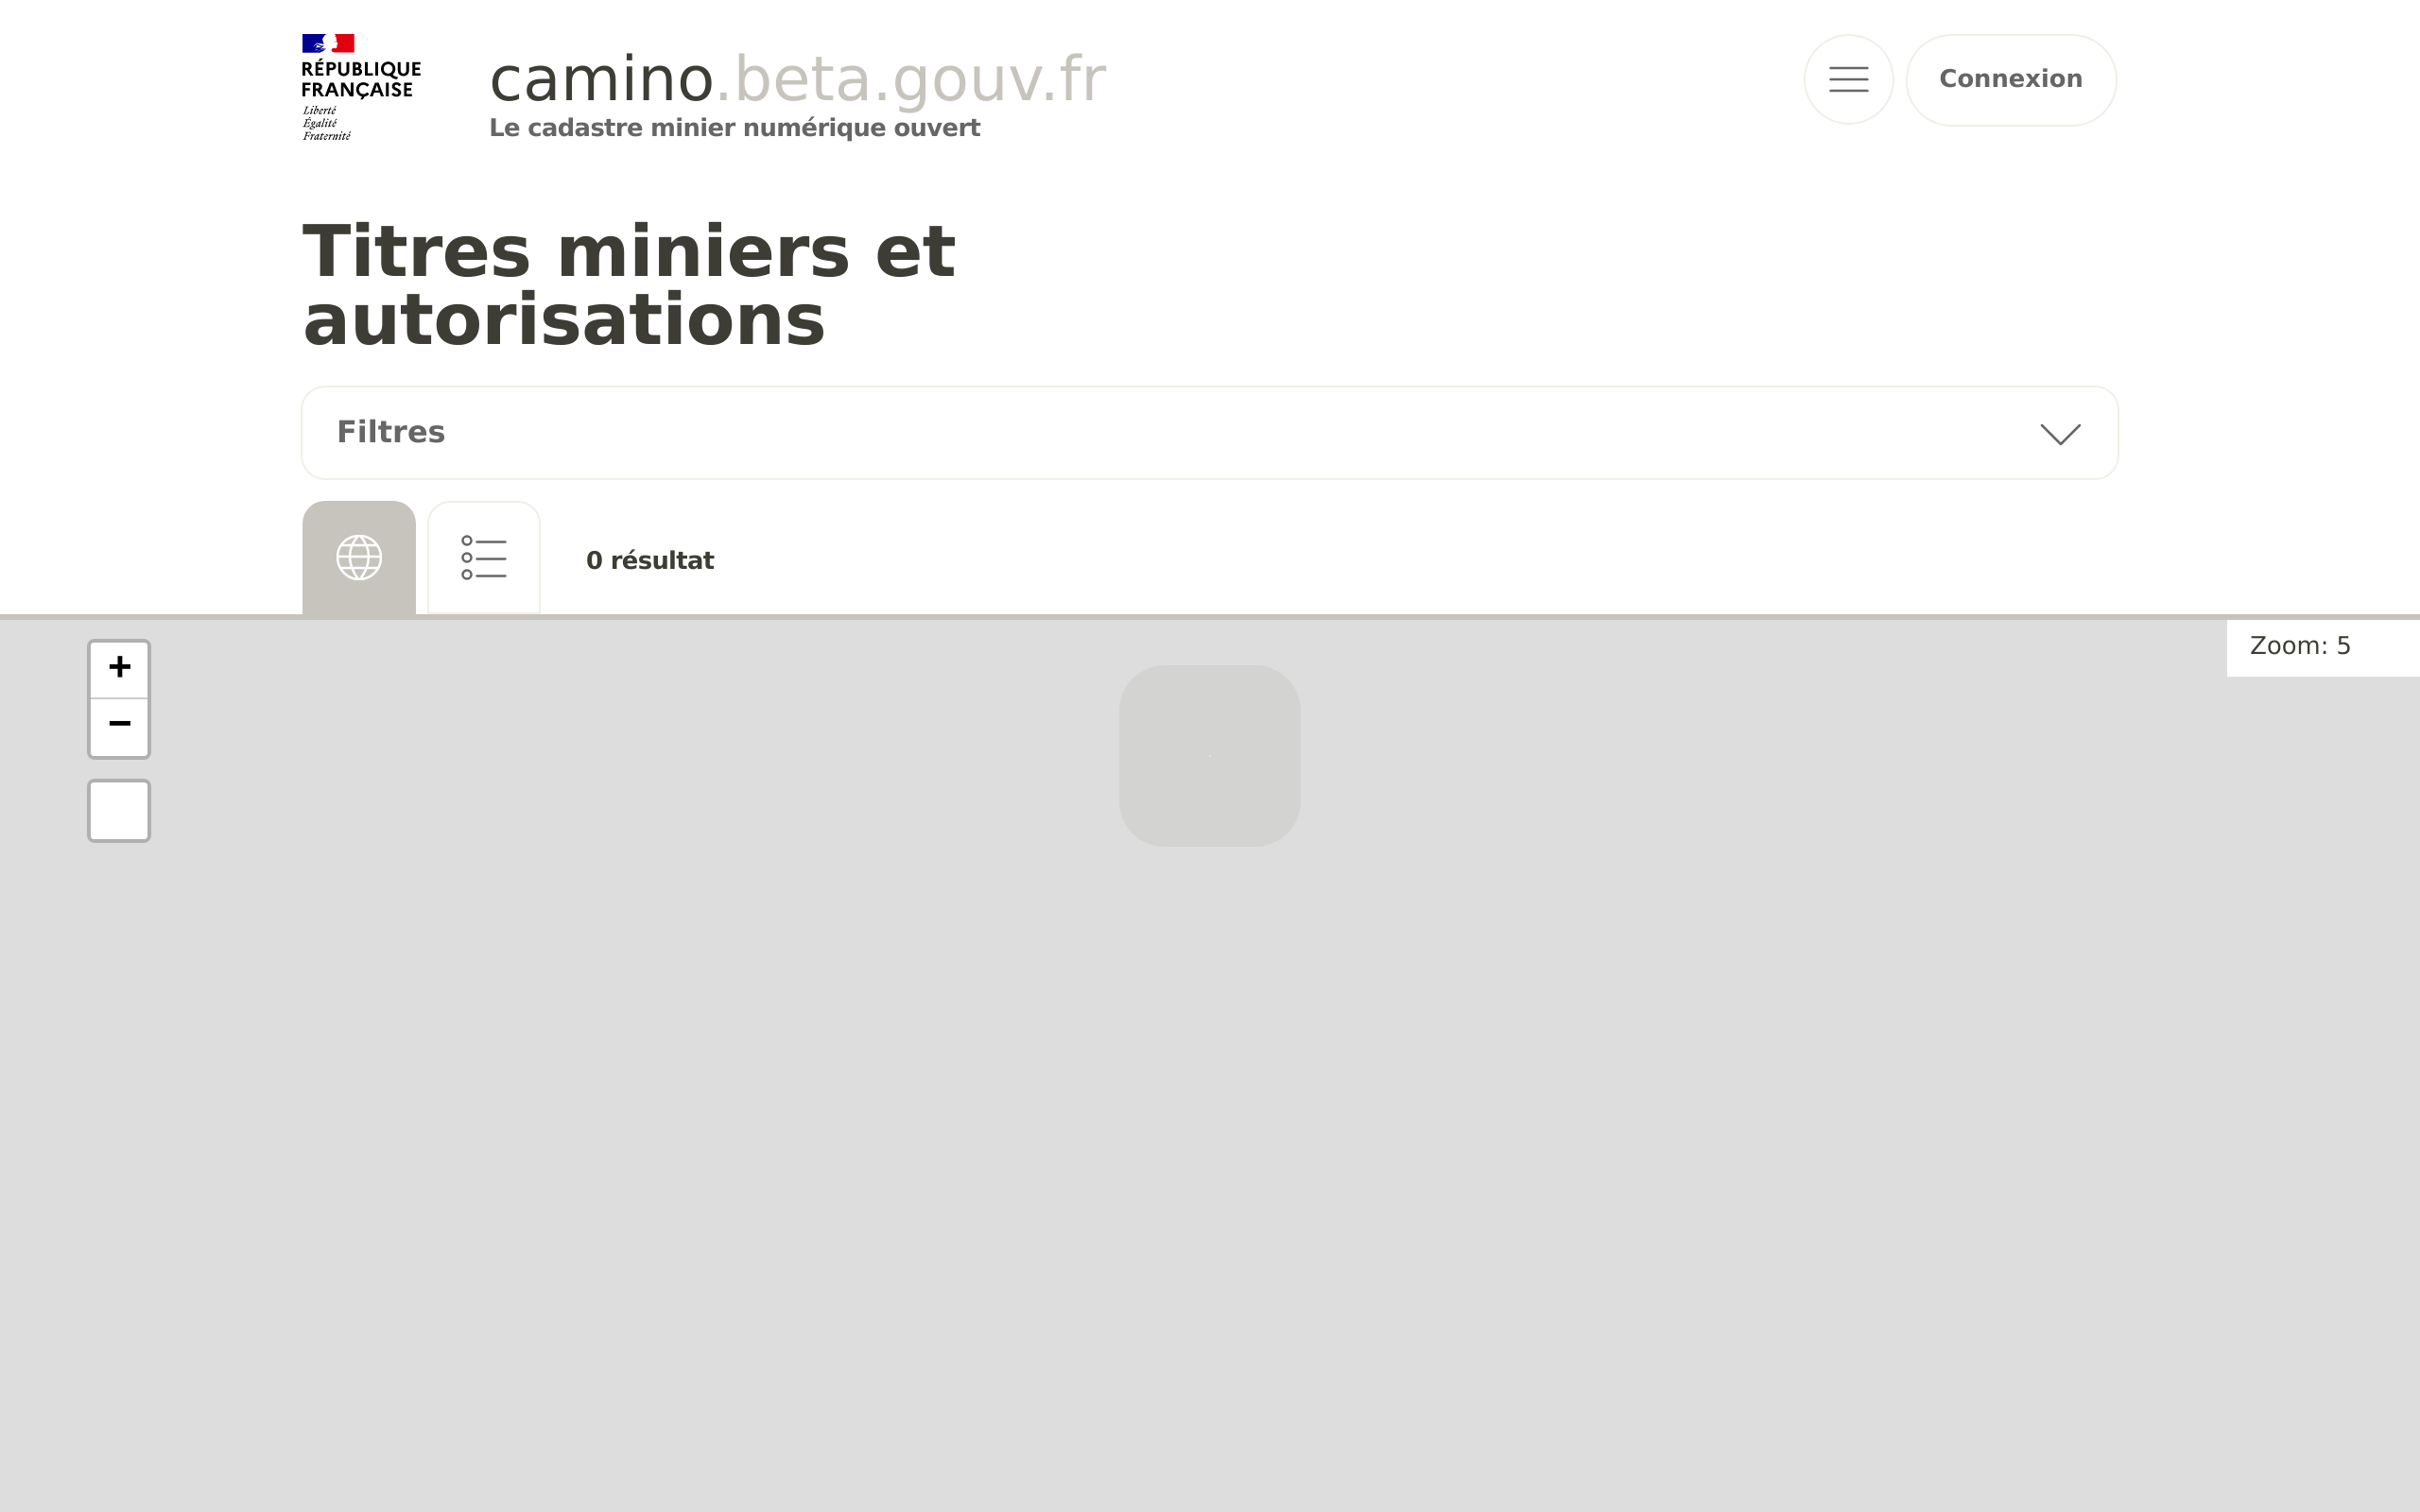 RÉPUBLIQUE
FRANÇAISE
Liberté
Égalité
Fraternité
camino.beta.gouv.fr
Le cadastre minier numérique ouvert
Connexion
Titres miniers et
autorisations
Filtres
0 résultat
+
−
Zoom: 5